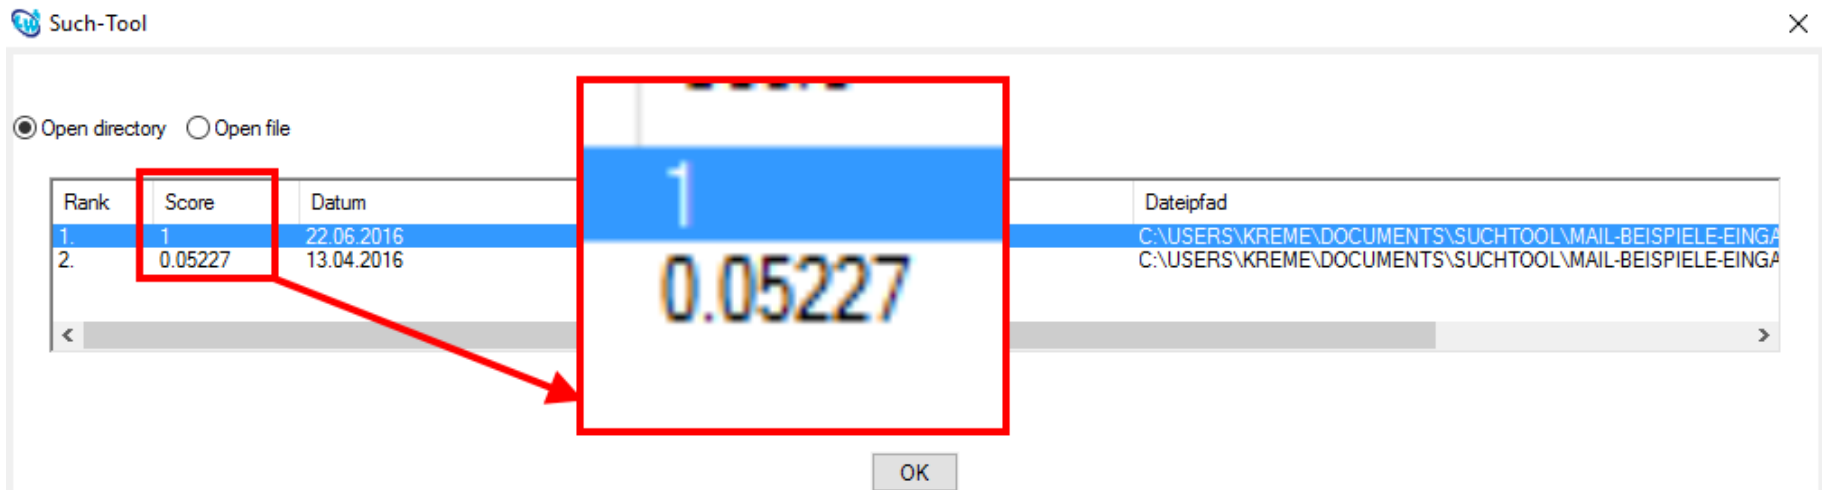 Such-Tool
Open directory Open file
Rank Score Datum Dateipfad
1. 1 22.06.2016 C:\USERS\KREME\DOCUMENTS\SUCHTOOL\MAIL-BEISPIELE-EINGA
2. 0.05227 13.04.2016 C:\USERS\KREME\DOCUMENTS\SUCHTOOL\MAIL-BEISPIELE-EINGA
1
0.05227
OK